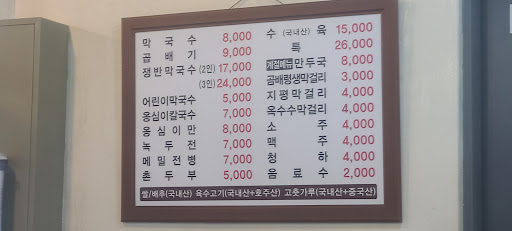 막국수 8,000
곱배기 9,000
쟁반막국수(2인) 17,000
(3인) 24,000
어린이막국수 5,000
옹심이칼국수 7,000
옹심이만 8,000
녹두전 7,000
메밀전병 7,000
촌두부 5,000
수(국내산)육 15,000
특 26,000
계절메뉴 만두국 8,000
곰배령생막걸리 3,000
지평막걸리 4,000
옥수수막걸리 4,000
소주 4,000
맥주 4,000
청하 4,000
음료수 2,000
쌀/배추(국내산) 육수고기(국내산+호주산) 고춧가루(국내산+중국산)